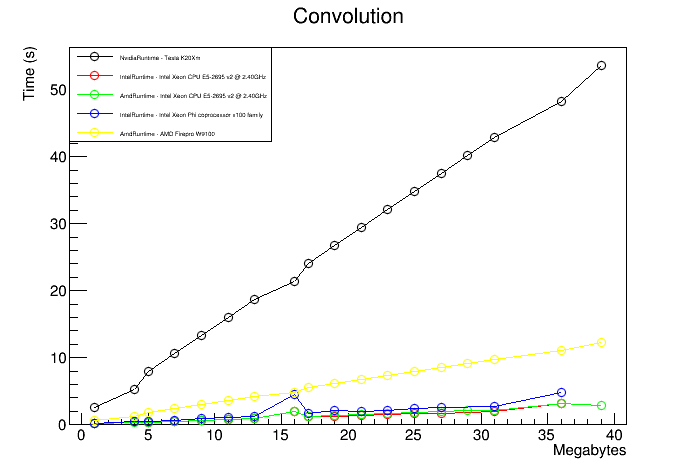 Convolution
Time (s)
NvidiaRuntime - Tesla K20Xm
IntelRuntime - Intel Xeon CPU E5-2695 v2 @ 2.40GHz
AmdRuntime - Intel Xeon CPU E5-2695 v2 @ 2.40GHz
IntelRuntime - Intel Xeon Phi coprocessor x100 family
AmdRuntime - AMD Firepro W9100
50
40
30
20
10
0
0 5 10 15 20 25 30 35 40
Megabytes